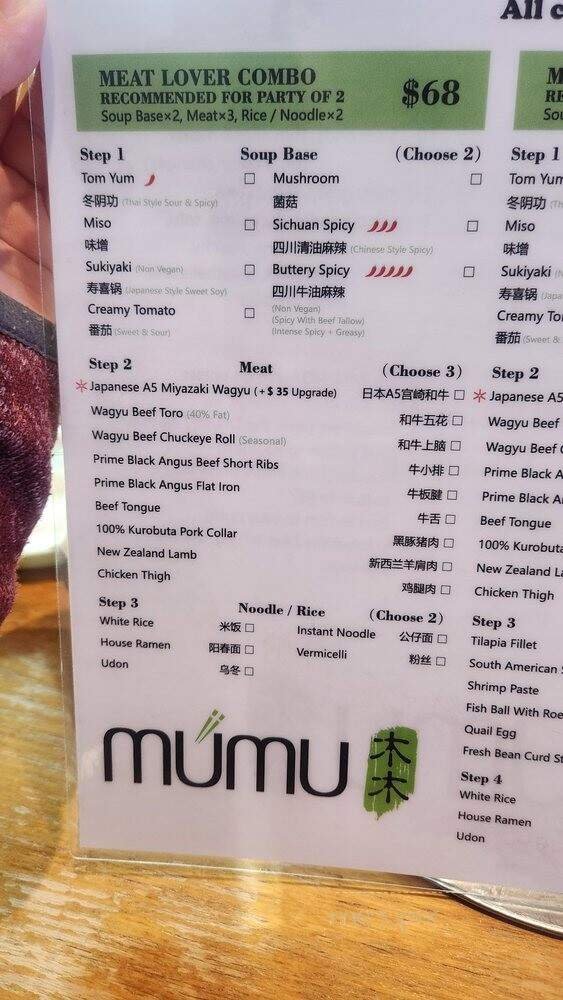 All
MEAT LOVER COMBO
RECOMMENDED FOR PARTY OF 2
Soup Base×2, Meat×3, Rice / Noodle×2
$68
Step 1 Soup Base (Choose 2)
Tom Yum
冬阴功 (Thai Style Sour & Spicy)
Miso
味增
Sukiyaki (Non Vegan)
寿喜锅 (Japanese Style Sweet Soy)
Creamy Tomato
番茄 (Sweet & Sour)
Mushroom
菌菇
Sichuan Spicy
四川清油麻辣 (Chinese Style Spicy)
Buttery Spicy
四川牛油麻辣
(Non Vegan)
(Spicy With Beef Tallow)
(Intense Spicy + Greasy)
Step 2 Meat (Choose 3)
Japanese A5 Miyazaki Wagyu (+$ 35 Upgrade) 日本A5宫崎和牛
Wagyu Beef Toro (40% Fat) 和牛五花
Wagyu Beef Chuckeye Roll (Seasonal) 和牛上脑
Prime Black Angus Beef Short Ribs 牛小排
Prime Black Angus Flat Iron 牛板腱
Beef Tongue 牛舌
100% Kurobuta Pork Collar 黑豚猪肉
New Zealand Lamb 新西兰羊肩肉
Chicken Thigh 鸡腿肉
Step 3 Noodle / Rice (Choose 2)
White Rice 米饭
House Ramen 阳春面
Udon 乌冬
Instant Noodle 公仔面
Vermicelli 粉丝
múmu 木木
Step 1
Tom Yum
冬阴功
Miso
味增
Sukiyaki
寿喜锅
Creamy
番茄 (Sweet &
Step 2
Japanese A5
Wagyu Beef
Wagyu Beef
Prime Black
Prime Black
Beef Tongue
100% Kurobuta
New Zealand
Chicken Thigh
Step 3
Tilapia Fillet
South American
Shrimp Paste
Fish Ball With Roe
Quail Egg
Fresh Bean Curd
Step 4
White Rice
House Ramen
Udon